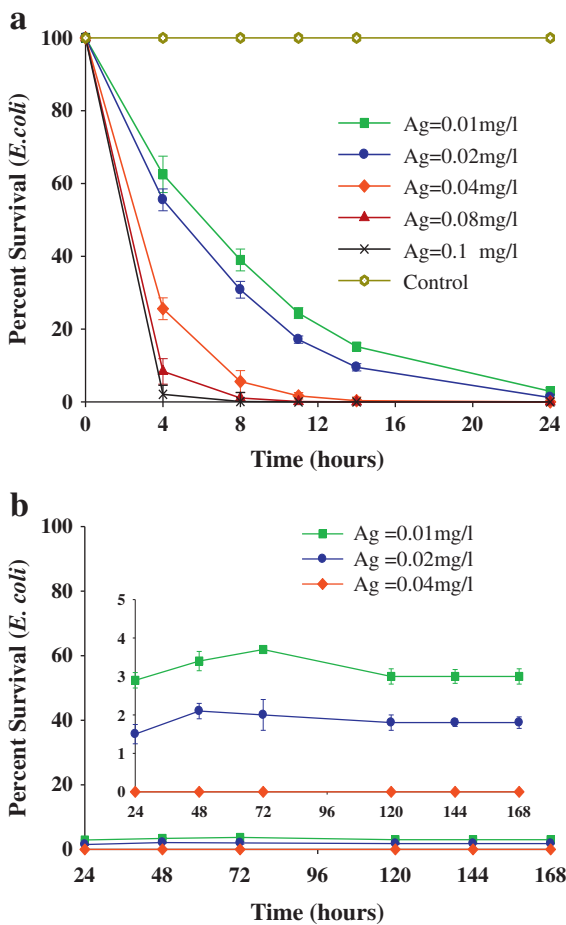 a
100
80
60
40
20
0
Percent Survival (E.coli)
Ag=0.01mg/l
Ag=0.02mg/l
Ag=0.04mg/l
Ag=0.08mg/l
Ag=0.1 mg/l
Control
0 4 8 12 16 20 24
Time (hours)
b
100
80
60
40
20
0
Percent Survival (E. coli)
Ag =0.01mg/l
Ag =0.02mg/l
Ag =0.04mg/l
5
4
3
2
1
0
24 48 72 96 120 144 168
24 48 72 96 120 144 168
Time (hours)